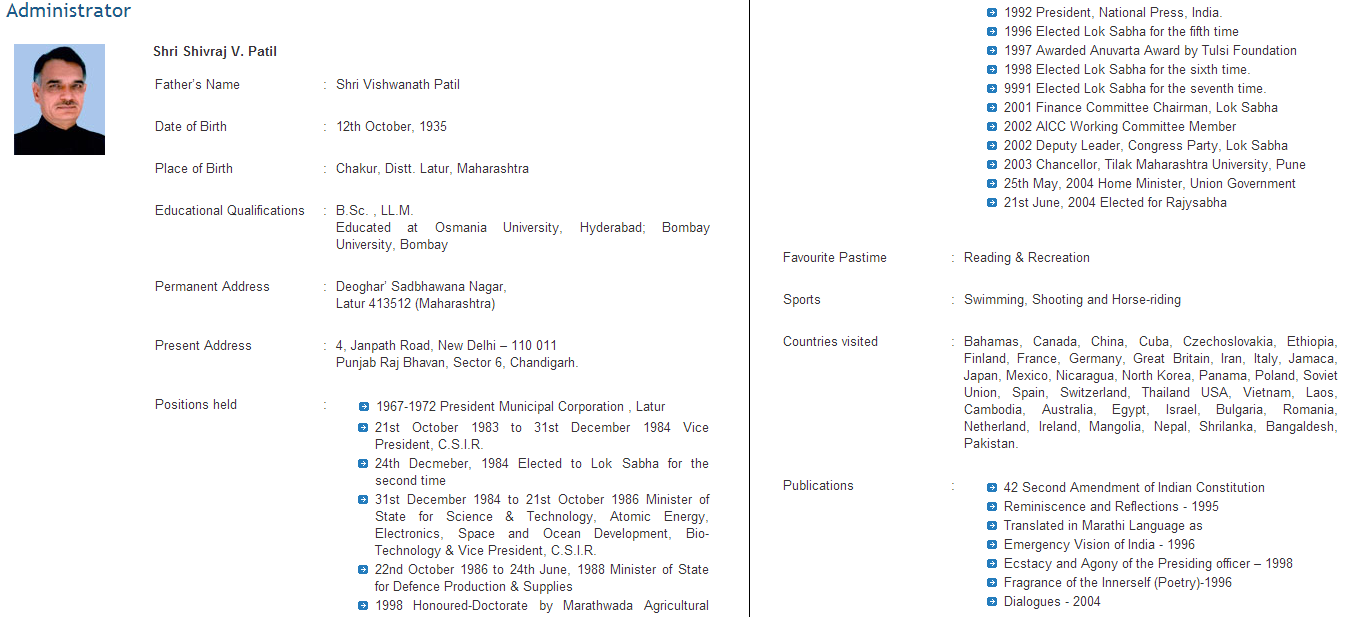 Administrator
Shri Shivraj V. Patil
Father's Name : Shri Vishwanath Patil
Date of Birth : 12th October, 1935
Place of Birth : Chakur, Distt. Latur, Maharashtra
Educational Qualifications : B.Sc. , LL.M.
Educated at Osmania University, Hyderabad; Bombay
University, Bombay
Permanent Address : Deoghar' Sadbhawana Nagar,
Latur 413512 (Maharashtra)
Present Address : 4, Janpath Road, New Delhi – 110 011
Punjab Raj Bhavan, Sector 6, Chandigarh.
Positions held :
1967-1972 President Municipal Corporation , Latur
21st October 1983 to 31st December 1984 Vice
President, C.S.I.R.
24th Decmeber, 1984 Elected to Lok Sabha for the
second time
31st December 1984 to 21st October 1986 Minister of
State for Science & Technology, Atomic Energy,
Electronics, Space and Ocean Development, Bio-
Technology & Vice President, C.S.I.R.
22nd October 1986 to 24th June, 1988 Minister of State
for Defence Production & Supplies
1998 Honoured-Doctorate by Marathwada Agricultural
1992 President, National Press, India.
1996 Elected Lok Sabha for the fifth time
1997 Awarded Anuvarta Award by Tulsi Foundation
1998 Elected Lok Sabha for the sixth time.
9991 Elected Lok Sabha for the seventh time.
2001 Finance Committee Chairman, Lok Sabha
2002 AICC Working Committee Member
2002 Deputy Leader, Congress Party, Lok Sabha
2003 Chancellor, Tilak Maharashtra University, Pune
25th May, 2004 Home Minister, Union Government
21st June, 2004 Elected for Rajysabha
Favourite Pastime : Reading & Recreation
Sports : Swimming, Shooting and Horse-riding
Countries visited : Bahamas, Canada, China, Cuba, Czechoslovakia, Ethiopia,
Finland, France, Germany, Great Britain, Iran, Italy, Jamaca,
Japan, Mexico, Nicaragua, North Korea, Panama, Poland, Soviet
Union, Spain, Switzerland, Thailand USA, Vietnam, Laos,
Cambodia, Australia, Egypt, Israel, Bulgaria, Romania,
Netherland, Ireland, Mangolia, Nepal, Shrilanka, Bangaldesh,
Pakistan.
Publications :
42 Second Amendment of Indian Constitution
Reminiscence and Reflections - 1995
Translated in Marathi Language as
Emergency Vision of India - 1996
Ecstacy and Agony of the Presiding officer – 1998
Fragrance of the Innerself (Poetry)-1996
Dialogues - 2004